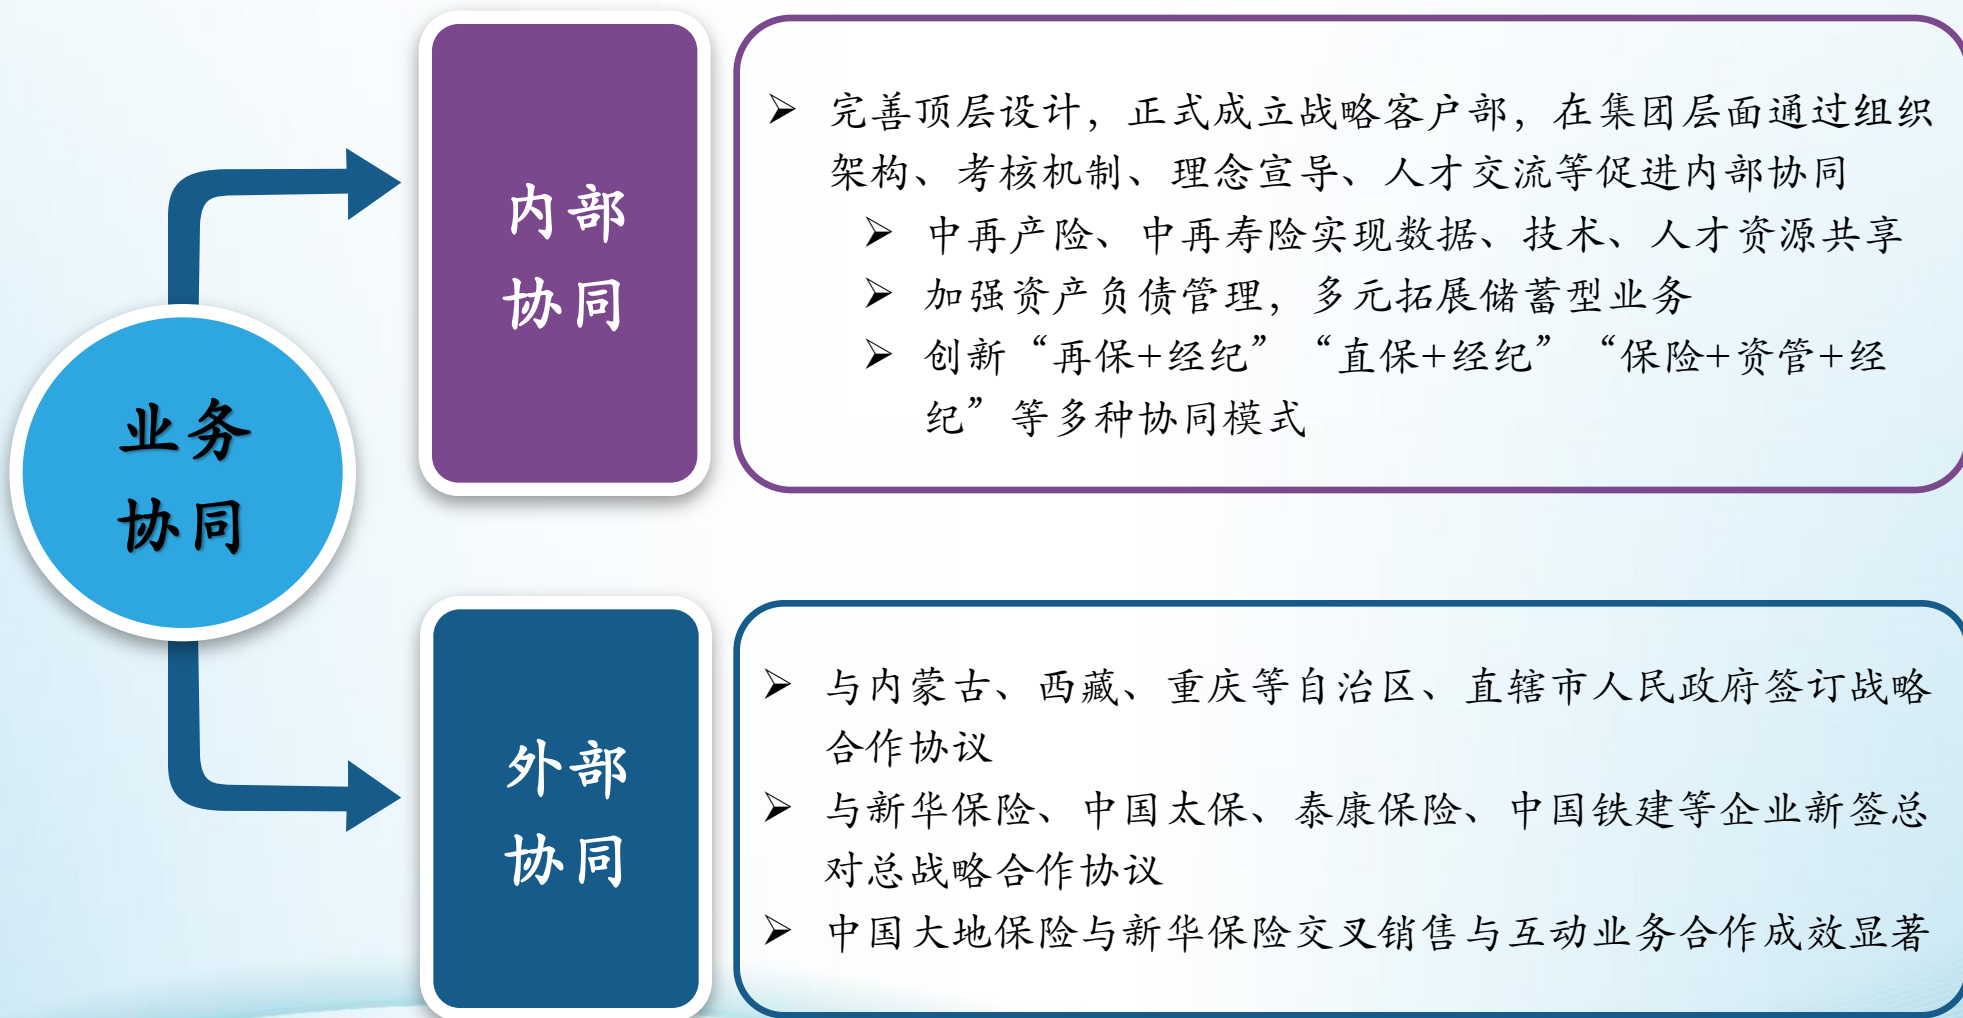 业务
协同
内部
协同
➢ 完善顶层设计，正式成立战略客户部，在集团层面通过组织
架构、考核机制、理念宣导、人才交流等促进内部协同
➢ 中再产险、中再寿险实现数据、技术、人才资源共享
➢ 加强资产负债管理，多元拓展储蓄型业务
➢ 创新“再保+经纪”“直保+经纪”“保险+资管+经
纪”等多种协同模式
外部
协同
➢ 与内蒙古、西藏、重庆等自治区、直辖市人民政府签订战略
合作协议
➢ 与新华保险、中国太保、泰康保险、中国铁建等企业新签总
对总战略合作协议
➢ 中国大地保险与新华保险交叉销售与互动业务合作成效显著